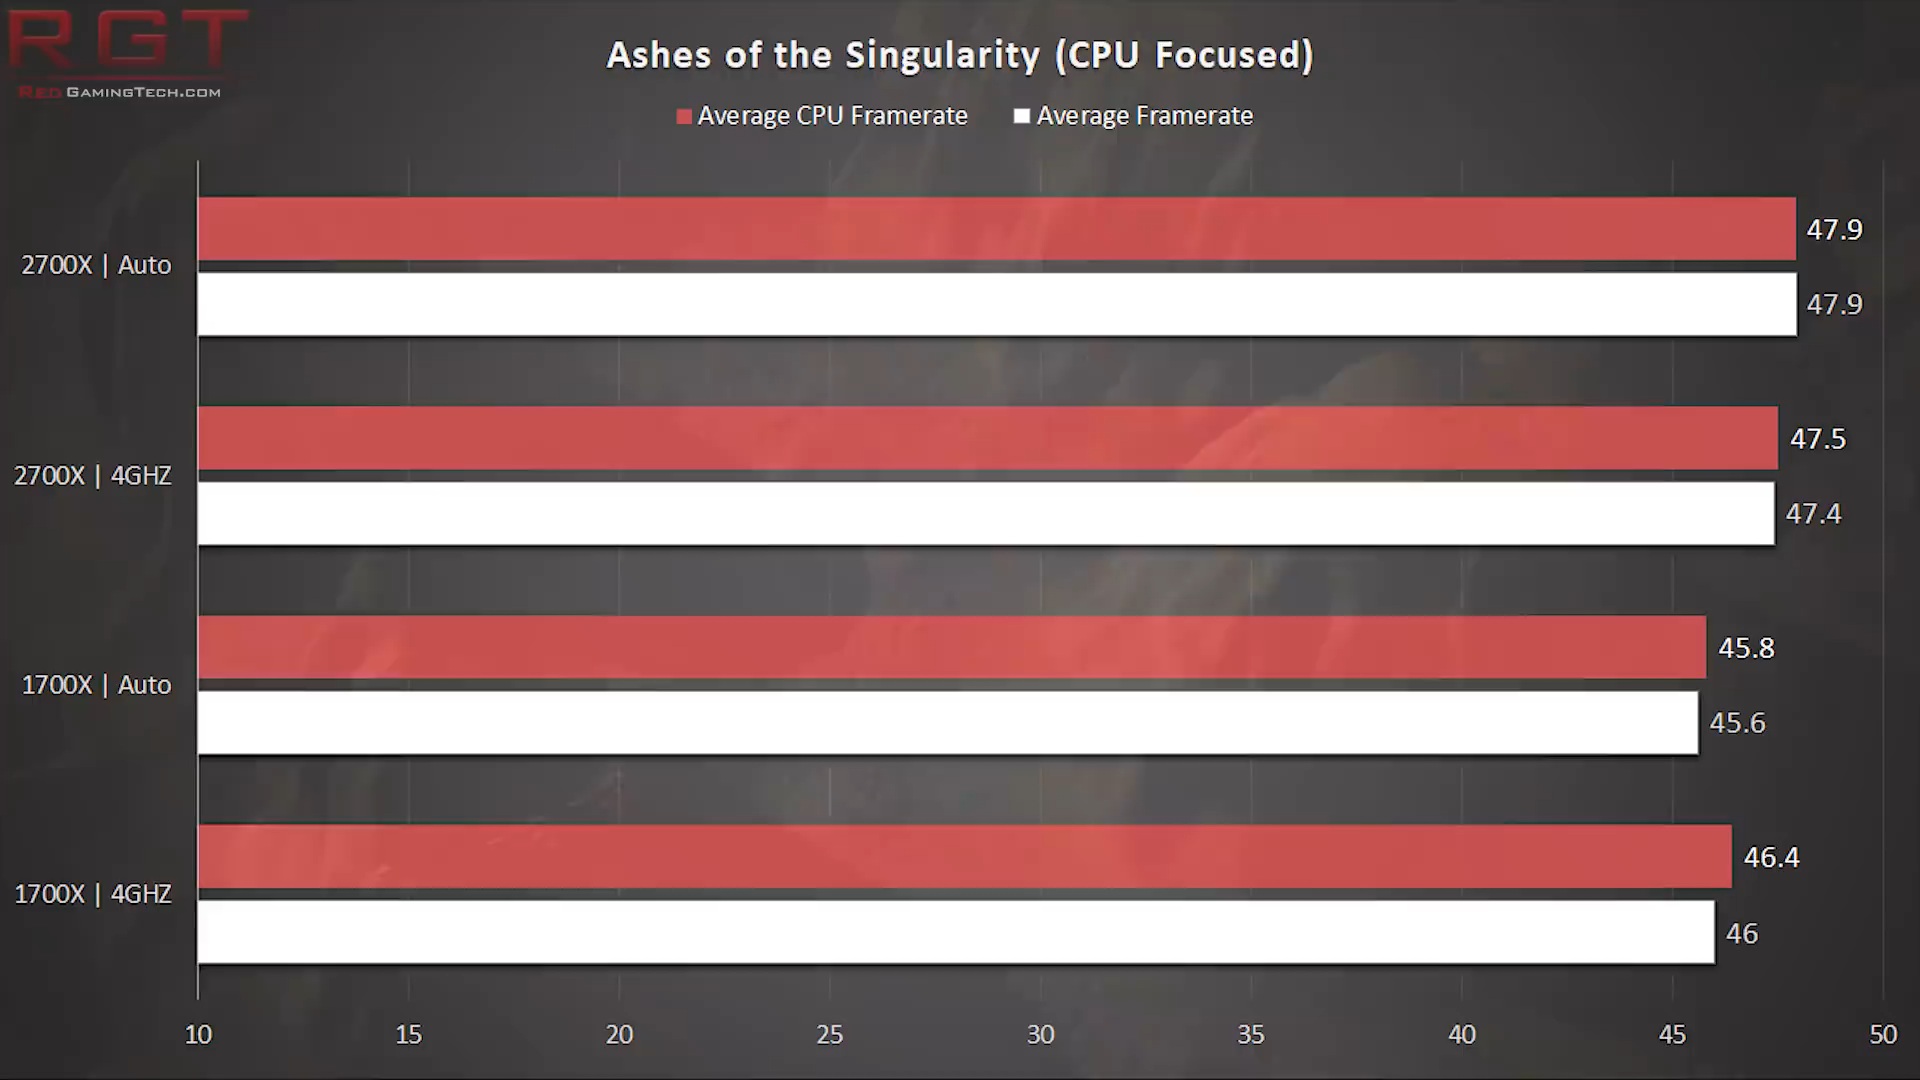 RGT
REDGAMINGTECH.COM
Ashes of the Singularity (CPU Focused)
Average CPU Framerate
Average Framerate
2700X | Auto
47.9
47.9
2700X | 4GHZ
47.5
47.4
1700X | Auto
45.8
45.6
1700X | 4GHZ
46.4
46
10 15 20 25 30 35 40 45 50